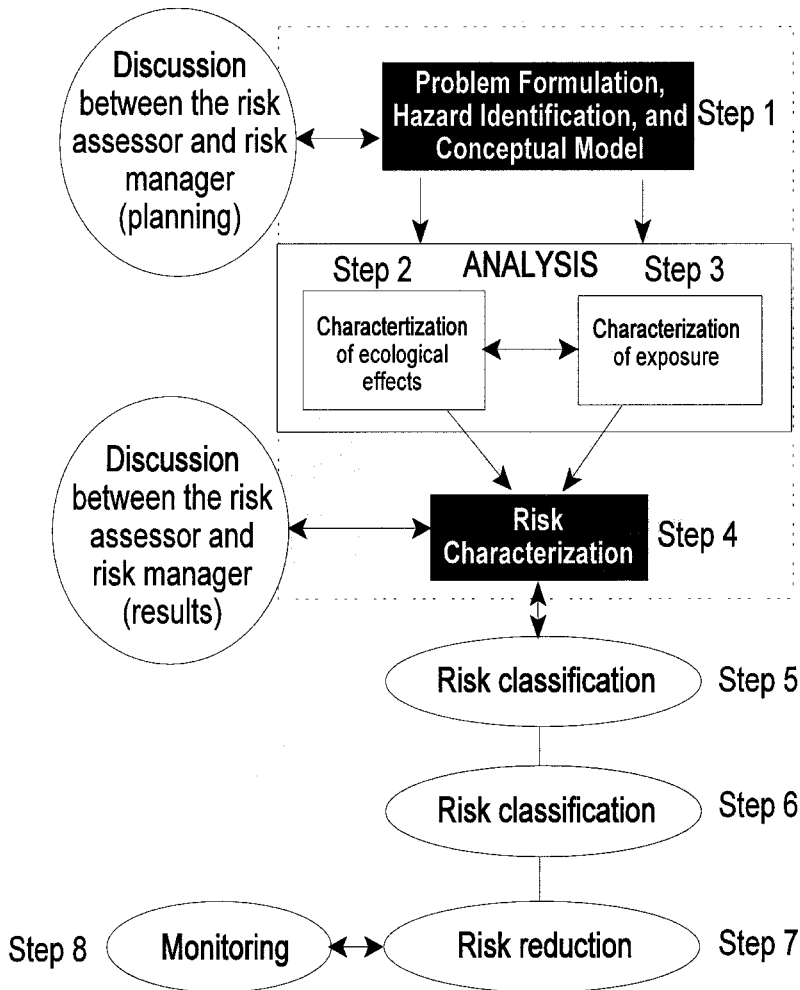 Discussion
between the risk
assessor and risk
manager
(planning)
Problem Formulation,
Hazard Identification, and
Conceptual Model
Step 1
Step 2
ANALYSIS
Step 3
Charactertization
of ecological
effects
Characterization
of exposure
Discussion
between the risk
assessor and
risk manager
(results)
Risk
Characterization
Step 4
Risk classification
Step 5
Risk classification
Step 6
Step 8
Monitoring
Risk reduction
Step 7